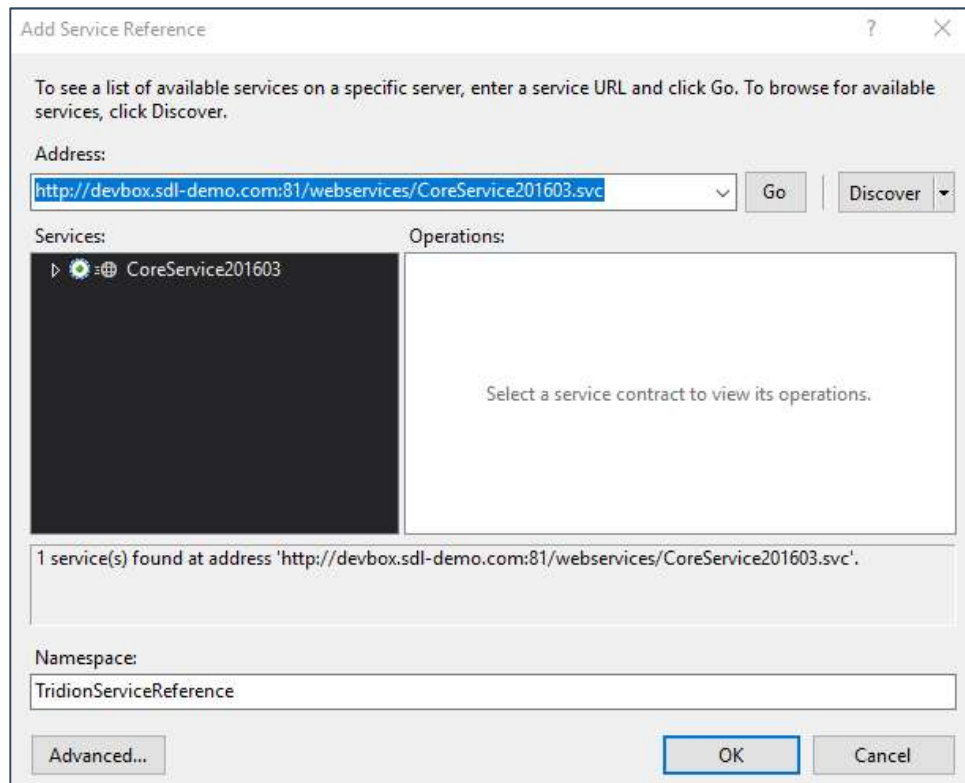 Add Service Reference
?
To see a list of available services on a specific server, enter a service URL and click Go. To browse for available
services, click Discover.
Address:
http://devbox.sdl-demo.com:81/webservices/CoreService201603.svc
Go
Discover
Services:
Operations:
CoreService201603
Select a service contract to view its operations.
1 service(s) found at address 'http://devbox.sdl-demo.com:81/webservices/CoreService201603.svc'.
Namespace:
TridionServiceReference
Advanced...
OK
Cancel